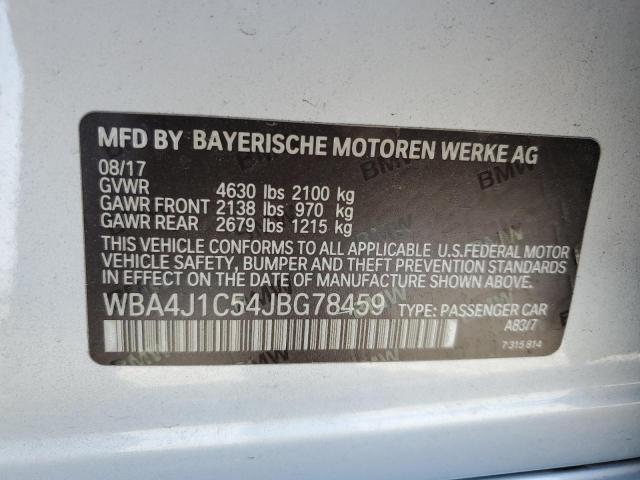 MFD BY BAYERISCHE MOTOREN WERKE AG
08/17
GVWR 4630 lbs 2100 kg
GAWR FRONT 2138 lbs 970 kg
GAWR REAR 2679 lbs 1215 kg
THIS VEHICLE CONFORMS TO ALL APPLICABLE U.S.FEDERAL MOTOR
VEHICLE SAFETY, BUMPER AND THEFT PREVENTION STANDARDS
IN EFFECT ON THE DATE OF MANUFACTURE SHOWN ABOVE.
WBA4J1C54JBG78459 TYPE: PASSENGER CAR
A83/7
7 315 814